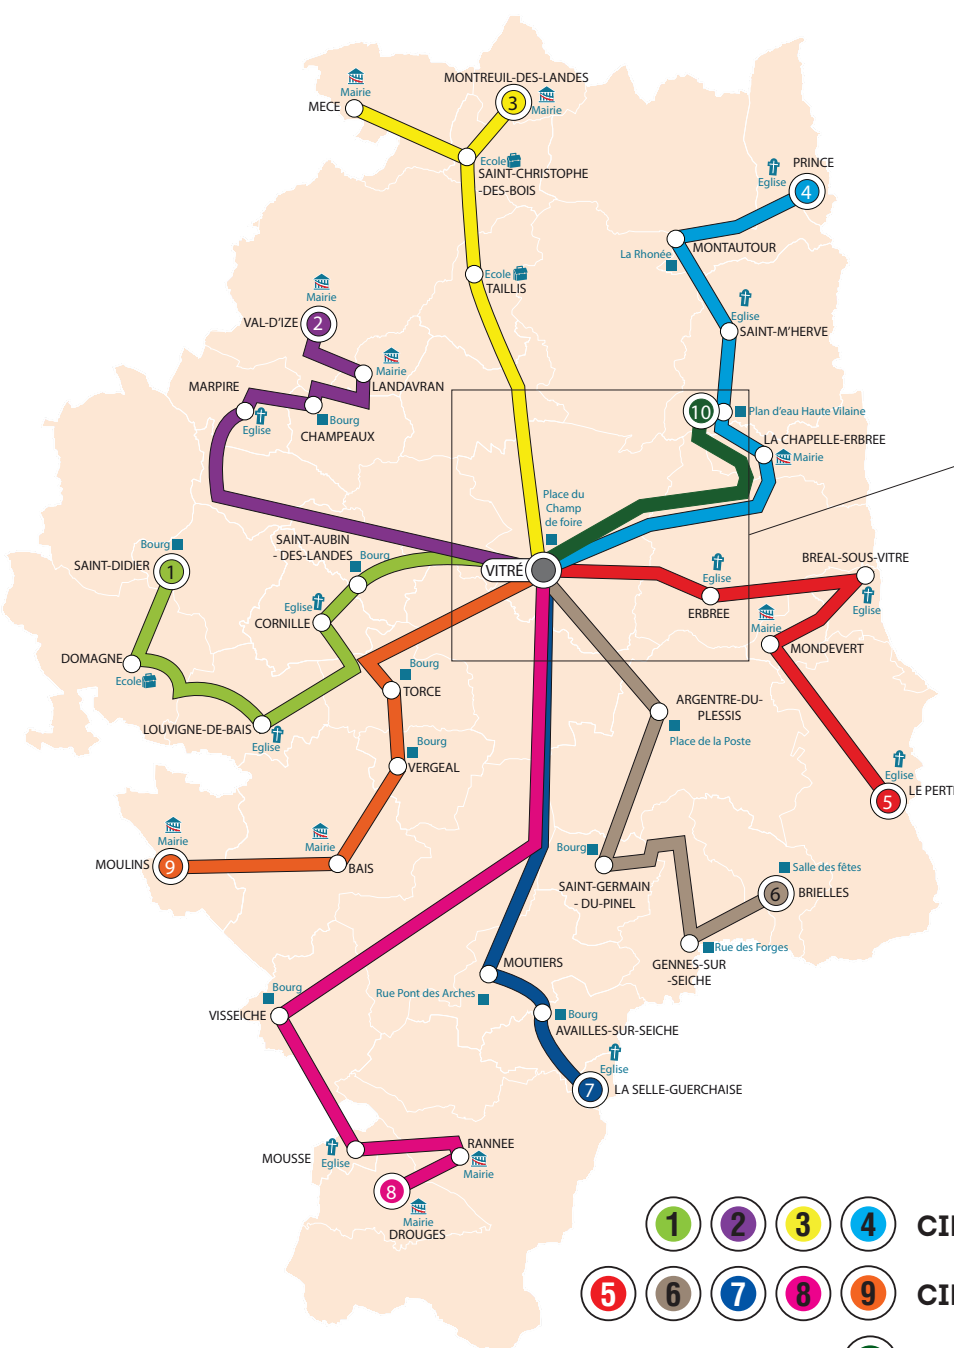 Mairie
MECE
MONTREUIL-DES-LANDES
3
Mairie
Ecole
SAINT-CHRISTOPHE
-DES-BOIS
PRINCE
Eglise
4
La Rhonée
MONTAUTOUR
Ecole
TAILLIS
Mairie
VAL-D'IZE
2
Eglise
SAINT-M'HERVE
Mairie
LANDAVRAN
MARPIRE
Eglise
Bourg
CHAMPEAUX
10
Plan d'eau Haute Vilaine
LA CHAPELLE-ERBREE
Mairie
Place du
Champ
de foire
VITRÉ
SAINT-AUBIN
- DES-LANDES
Bourg
Bourg
SAINT-DIDIER
1
Eglise
CORNILLE
DOMAGNE
Ecole
LOUVIGNE-DE-BAIS
Eglise
BREAL-SOUS-VITRE
Eglise
Eglise
ERBREE
Mairie
MONDEVERT
Bourg
TORCE
Bourg
VERGEAL
ARGENTRE-DU-
PLESSIS
Place de la Poste
Eglise
5
LE PERT
Mairie
MOULINS
9
Mairie
BAIS
Bourg
SAINT-GERMAIN
- DU-PINEL
Salle des fêtes
6
BRIELLES
Rue des Forges
GENNES-SUR
-SEICHE
MOUTIERS
Rue Pont des Arches
Bourg
AVAILLES-SUR-SEICHE
Bourg
VISSEICHE
Eglise
7
LA SELLE-GUERCHAISE
MOUSSE
Eglise
RANNEE
Mairie
8
Mairie
DROUGES
1 2 3 4 CI
5 6 7 8 9 CI